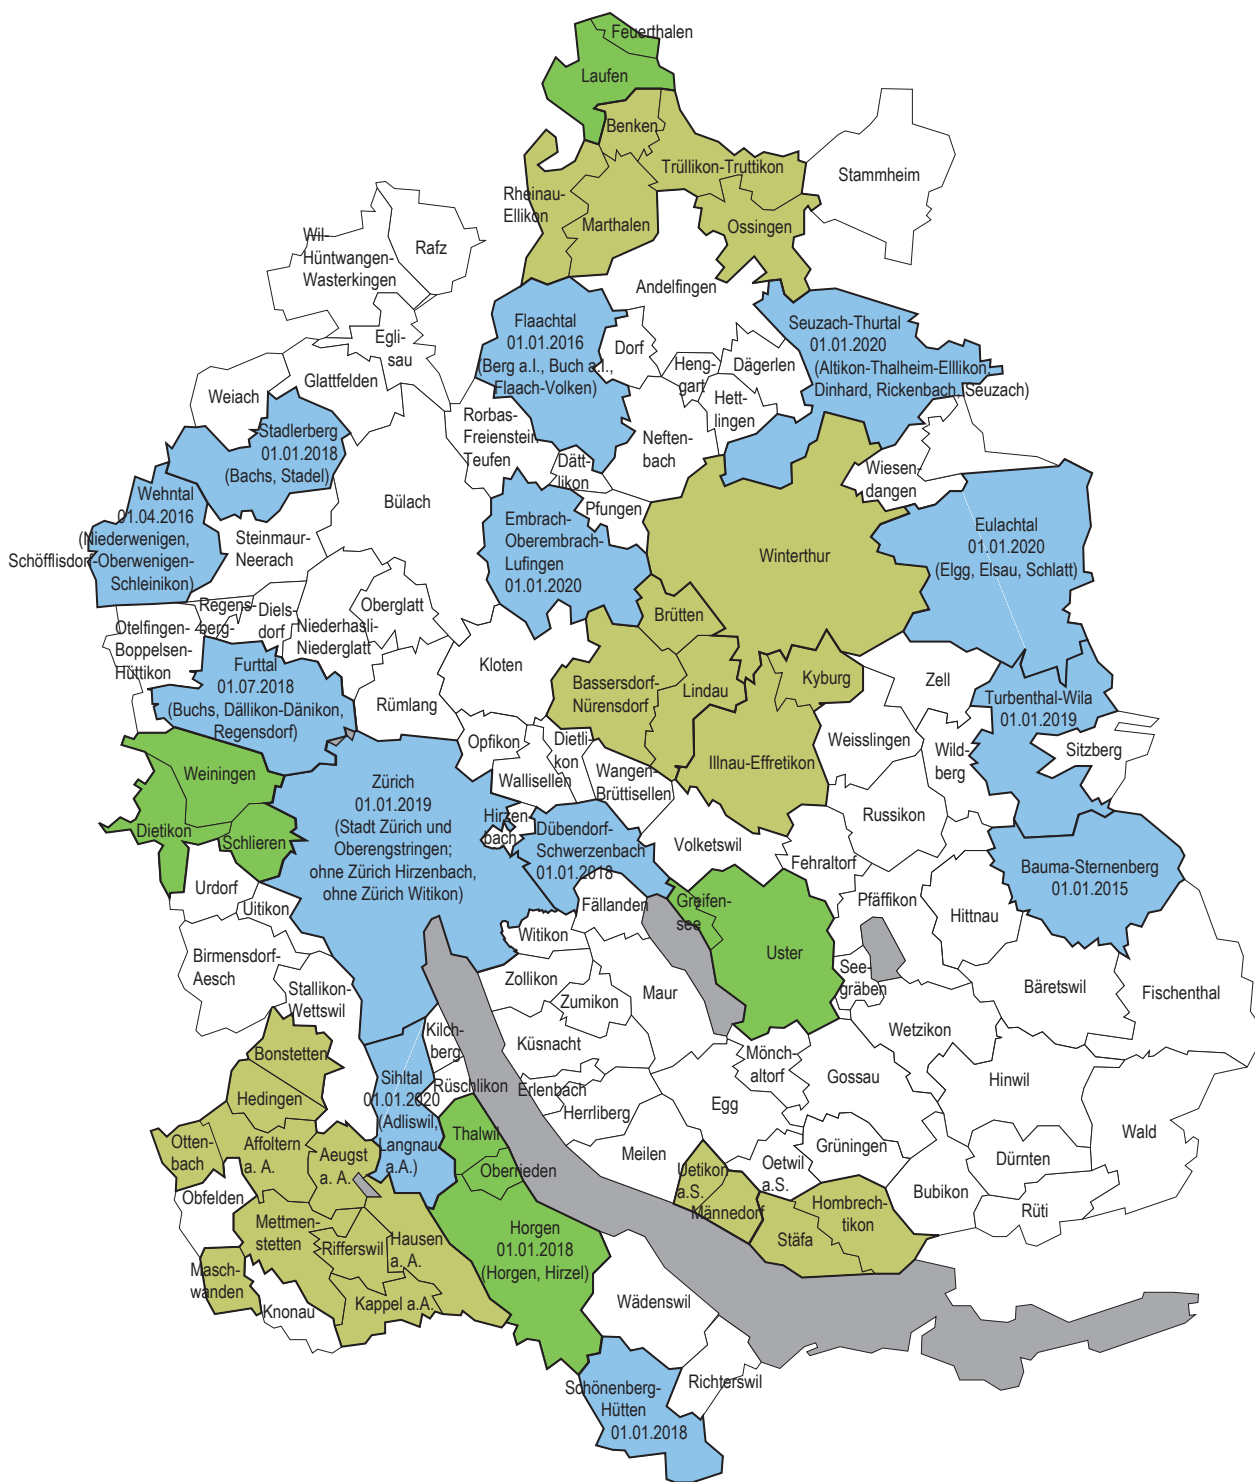 Feuerthalen
Laufen
Benken
Trüllikon-Truttikon
Stammheim
Rheinau-
Ellikon
Marthalen
Ossingen
Wil-
Hüntwangen-
Wasterkingen
Rafz
Andelfingen
Egli-
sau
Flaachtal
01.01.2016
(Berg a.I., Buch a.I.,
Flaach-Volken)
Dorf
Heng-
gart
Dägerlen
Seuzach-Thurtal
01.01.2020
(Altikon-Thalheim-Elllikon,
Dinhard, Rickenbach, Seuzach)
Weiach
Glattfelden
Hett-
lingen
Stadlerberg
01.01.2018
(Bachs, Stadel)
Rorbas-
Freienstein
Teufen
Neften-
bach
Dätt-
likon
Wiesen-
dangen
Wehntal
01.04.2016
(Niederwenigen,
Schöfflisdorf-Oberwenigen-
Schleinikon)
Bülach
Pfungen
Steinmaur-
Neerach
Embrach-
Oberembrach-
Lufingen
01.01.2020
Winterthur
Eulachtal
01.01.2020
(Elgg, Elsau, Schlatt)
Regens-
berg-
Diels-
dorf
Oberglatt
Niederhasli-
Niederglatt
Brütten
Otelfingen-
Boppelsen-
Hüttikon
Furttal
01.07.2018
(Buchs, Dällikon-Dänikon,
Regensdorf)
Kloten
Rümlang
Bassersdorf-
Nürensdorf
Lindau
Kyburg
Zell
Turbenthal-Wila
01.01.2019
Opfikon
Dietli-
kon
Wallisellen
Wangen-
Brüttisellen
Illnau-Effretikon
Weisslingen
Wild-
berg
Sitzberg
Weiningen
Dietikon
Schlieren
Zürich
01.01.2019
(Stadt Zürich und
Oberengstringen;
ohne Zürich Hirzenbach,
ohne Zürich Witikon)
Hirzen-
bach
Dübendorf-
Schwerzenbach
01.01.2018
Volketswil
Russikon
Fehraltorf
Bauma-Sternenberg
01.01.2015
Urdorf
Uitikon
Fällanden
Greifen-
see
Pfäffikon
Hittnau
Witikon
Uster
Birmensdorf-
Aesch
Stallikon-
Wettswil
Zollikon
Zumikon
Maur
See-
gräben
Bäretswil
Fischenthal
Kilch-
berg
Küsnacht
Wetzikon
Bonstetten
Mönch-
altorf
Gossau
Hinwil
Sihltal
01.01.2020
(Adliswil,
Langnau
a.A.)
Rüschlikon
Erlenbach
Herrliberg
Egg
Hedingen
Otten-
bach
Affoltern
a. A.
Aeugst
a. A.
Thalwil
Oberrieden
Meilen
Uetikon
a.S.
Oetwil
a.S.
Grüningen
Dürnten
Wald
Obfelden
Männedorf
Hombrech-
tikon
Bubikon
Rüti
Mettmen-
stetten
Rifferswil
Hausen
a. A.
Horgen
01.01.2018
(Horgen, Hirzel)
Stäfa
Masch-
wanden
Knonau
Kappel a.A.
Wädenswil
Schönenberg-
Hütten
01.01.2018
Richterswil